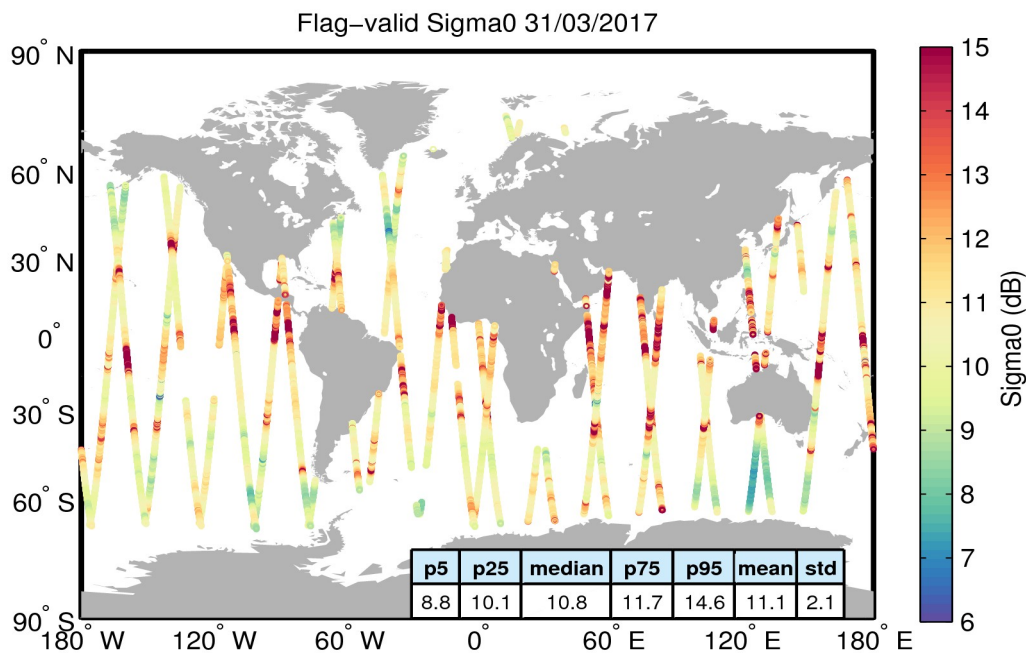 Flag−valid Sigma0 31/03/2017
90° N
60° N
30° N
0°
30° S
60° S
90° S
180° W
120° W
60° W
0°
60° E
120° E
180° E
p5 p25 median p75 p95 mean std
8.8 10.1 10.8 11.7 14.6 11.1 2.1
15
14
13
12
11
10
9
8
7
6
Sigma0 (dB)